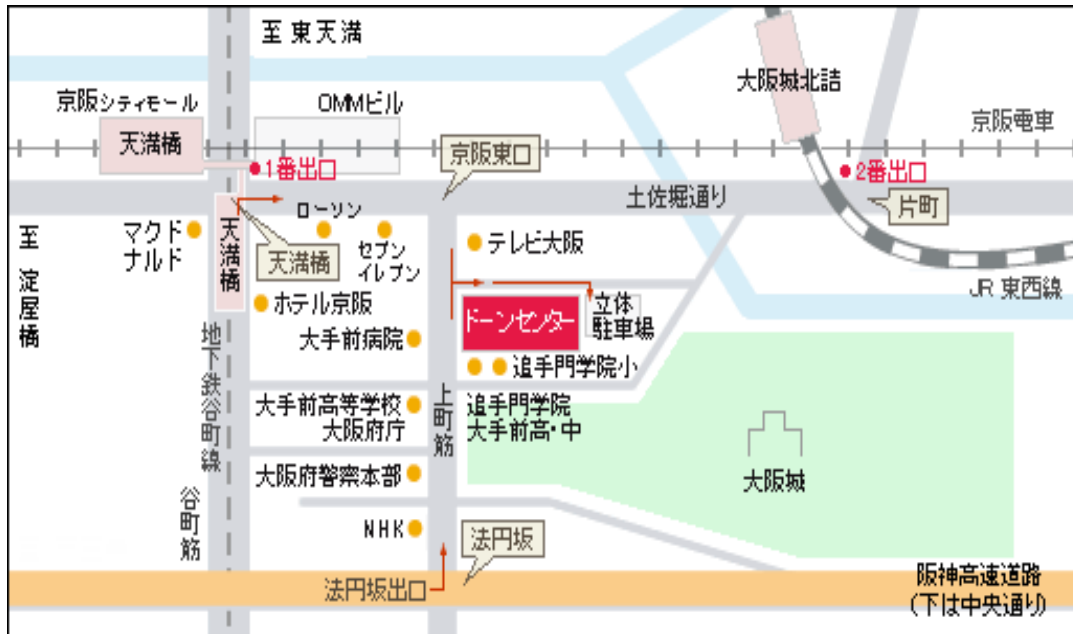 至 東天満
京阪シティモール
OMMビル
大阪城北詰
京阪電車
天満橋
京阪東口
1番出口
2番出口
土佐堀通り
片町
至 淀屋橋
マクド
ナルド
天満橋
ローソン
セブン
イレブン
天満橋
テレビ大阪
JR 東西線
ホテル京阪
ドーンセンター
立体
駐車場
大手前病院
追手門学院小
地下鉄谷町線
大手前高等学校
大阪府庁
上町筋
追手門学院
大手前高・中
大阪府警察本部
大阪城
谷町筋
NHK
法円坂
法円坂出口
阪神高速道路
(下は中央通り)